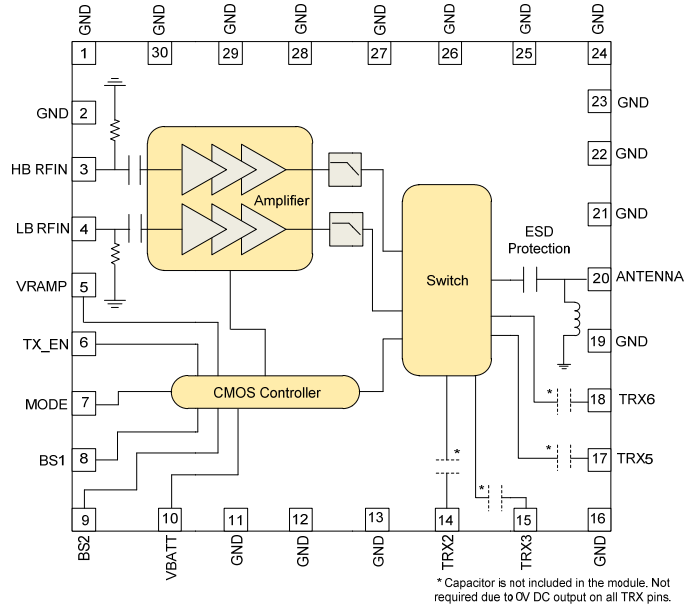 GND GND GND GND GND GND GND
1 30 29 28 27 26 25 24
GND 2
23 GND
HB RFIN 3
22 GND
Amplifier
LB RFIN 4
21 GND
ESD
Protection
VRAMP 5
Switch
20 ANTENNA
TX_EN 6
19 GND
CMOS Controller
MODE 7
* 18 TRX6
BS1 8
* 17 TRX5
*
*
9 10 11 12 13 14 15 16
BS2 VBATT GND GND GND TRX2 TRX3 GND
* Capacitor is not included in the module. Not
required due to 0V DC output on all TRX pins.